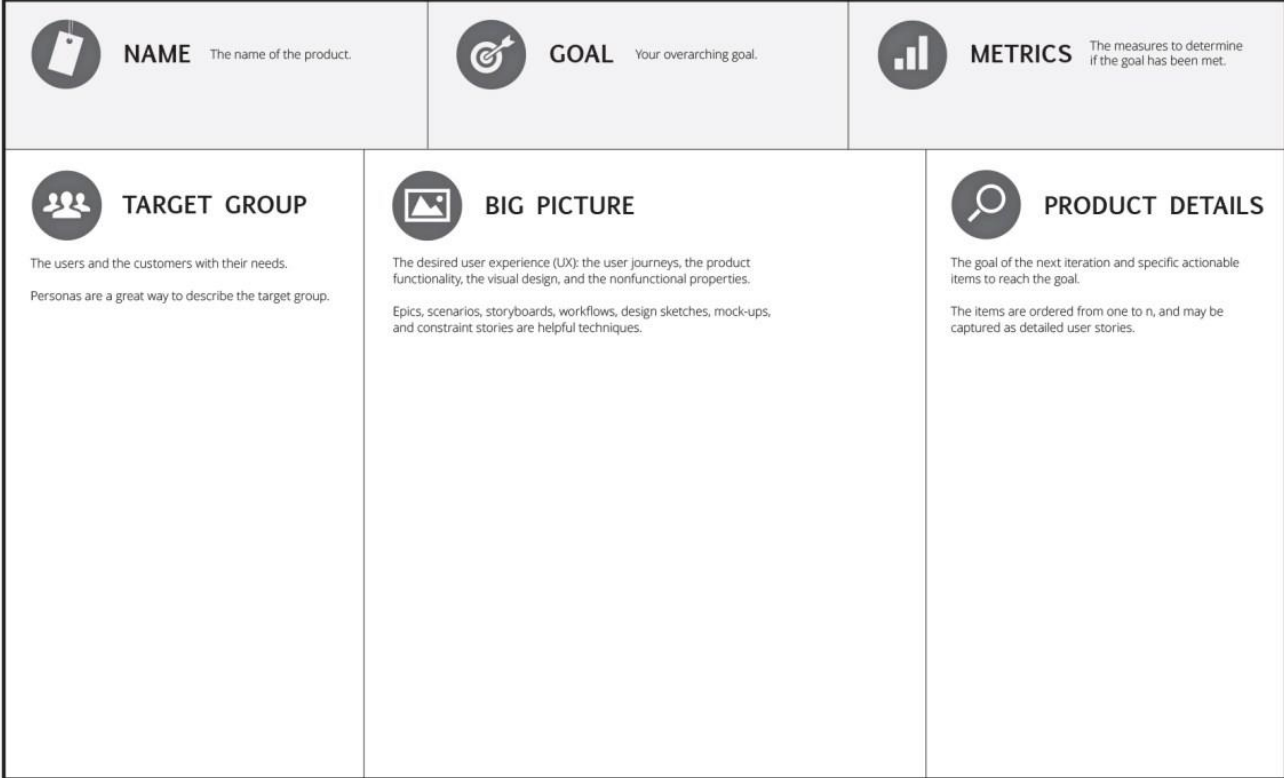 NAME The name of the product.
GOAL Your overarching goal.
METRICS The measures to determine
if the goal has been met.
TARGET GROUP
The users and the customers with their needs.
Personas are a great way to describe the target group.
BIG PICTURE
The desired user experience (UX): the user journeys, the product
functionality, the visual design, and the nonfunctional properties.
Epics, scenarios, storyboards, workflows, design sketches, mock-ups,
and constraint stories are helpful techniques.
PRODUCT DETAILS
The goal of the next iteration and specific actionable
items to reach the goal.
The items are ordered from one to n, and may be
captured as detailed user stories.